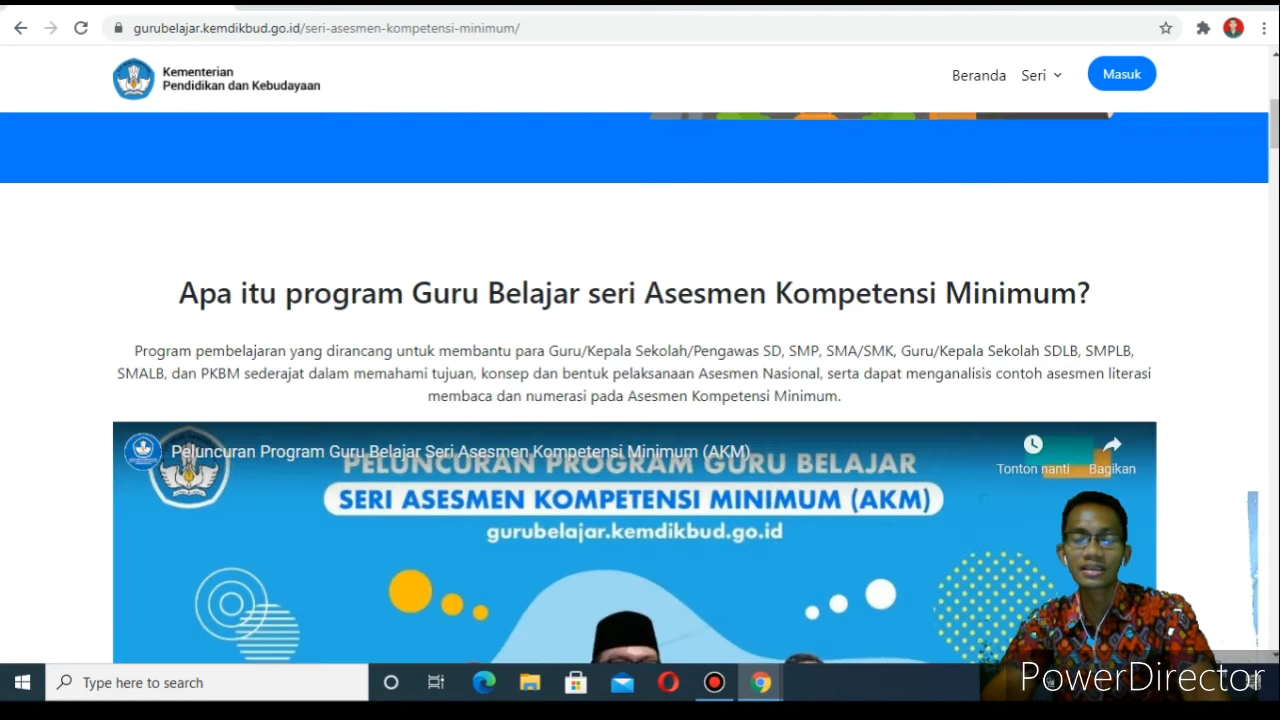 gurubelajar.kemdikbud.go.id/seri-asesmen-kompetensi-minimum/
Kementerian
Pendidikan dan Kebudayaan
Beranda
Seri
Masuk
Apa itu program Guru Belajar seri Asesmen Kompetensi Minimum?
Program pembelajaran yang dirancang untuk membantu para Guru/Kepala Sekolah/Pengawas SD, SMP, SMA/SMK, Guru/Kepala Sekolah SDLB, SMPLB,
SMALB, dan PKBM sederajat dalam memahami tujuan, konsep dan bentuk pelaksanaan Asesmen Nasional, serta dapat menganalisis contoh asesmen literasi
membaca dan numerasi pada Asesmen Kompetensi Minimum.
Peluncuran Program Guru Belajar Seri Asesmen Kompetensi Minimum (AKM)
Tonton nanti
Bagikan
PELUNCURAN PROGRAM GURU BELAJAR
SERI ASESMEN KOMPETENSI MINIMUM (AKM)
gurubelajar.kemdikbud.go.id
Type here to search
PowerDirector